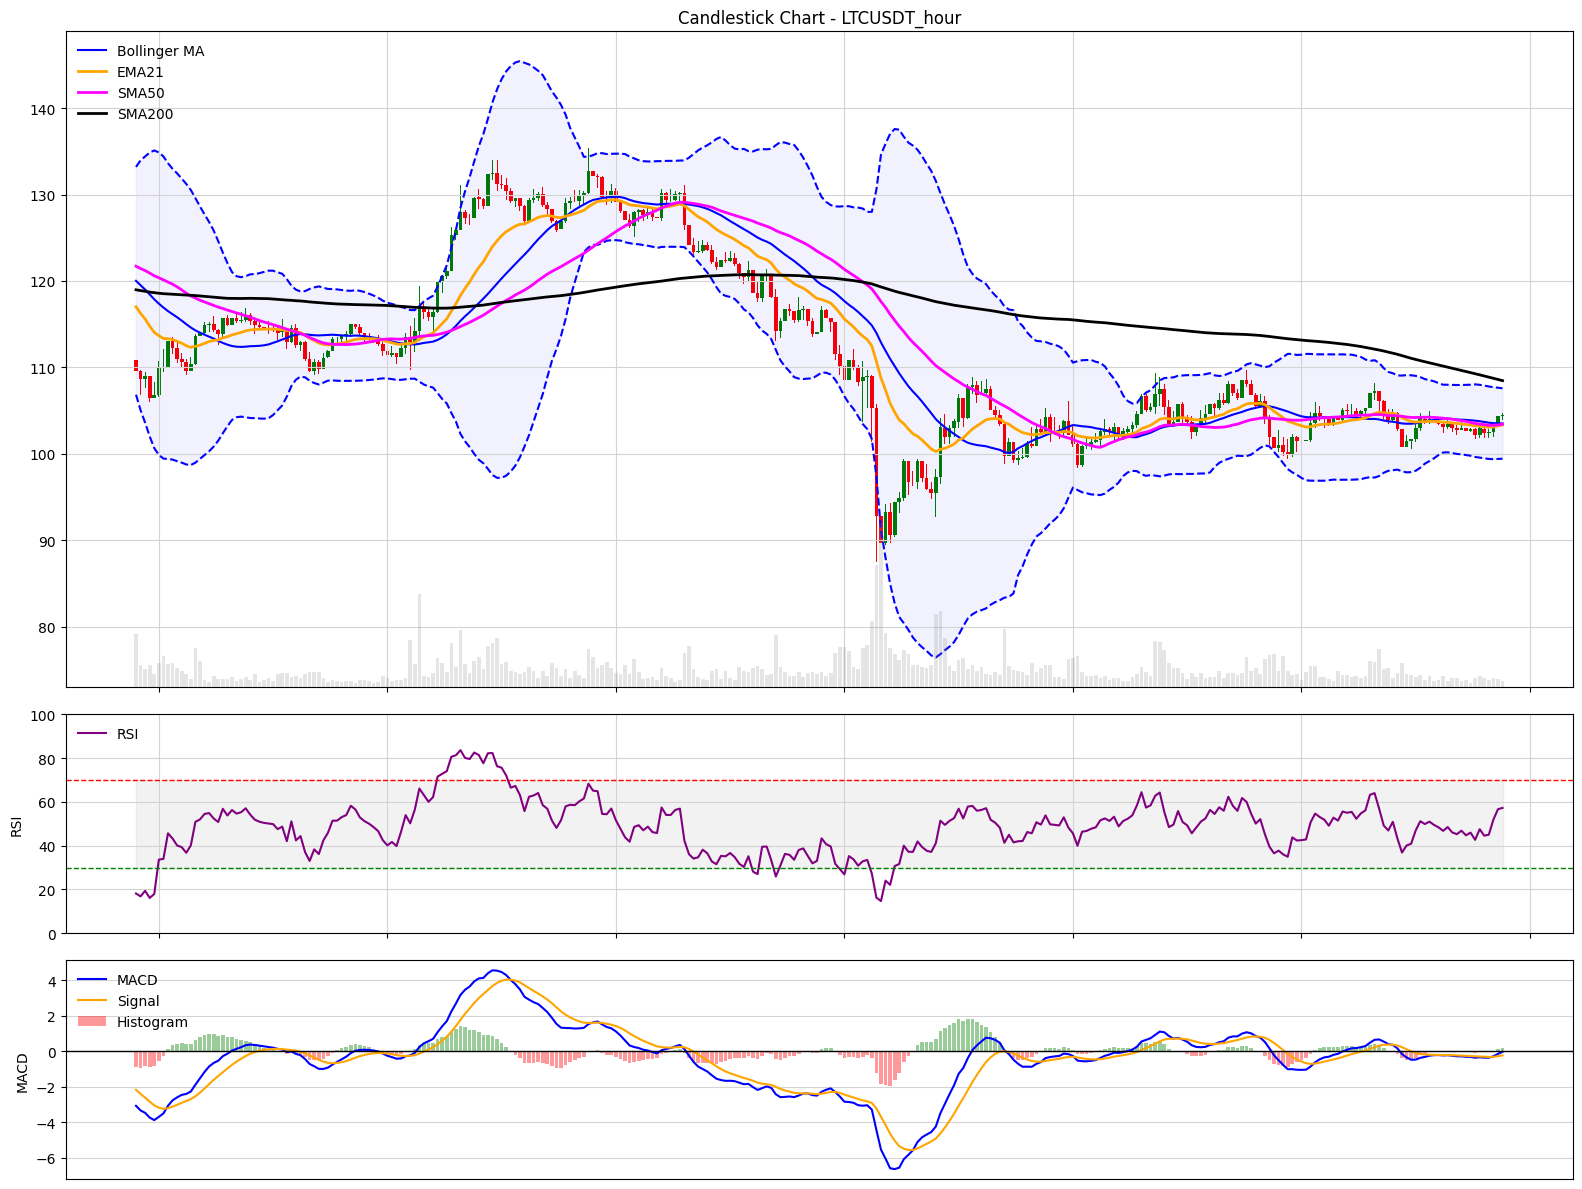 Candlestick Chart - LTCUSDT_hour
Bollinger MA
EMA21
SMA50
SMA200
140
130
120
110
100
90
80
RSI
100
80
60
40
20
0
RSI
MACD
Signal
Histogram
4
2
0
−2
−4
−6
MACD